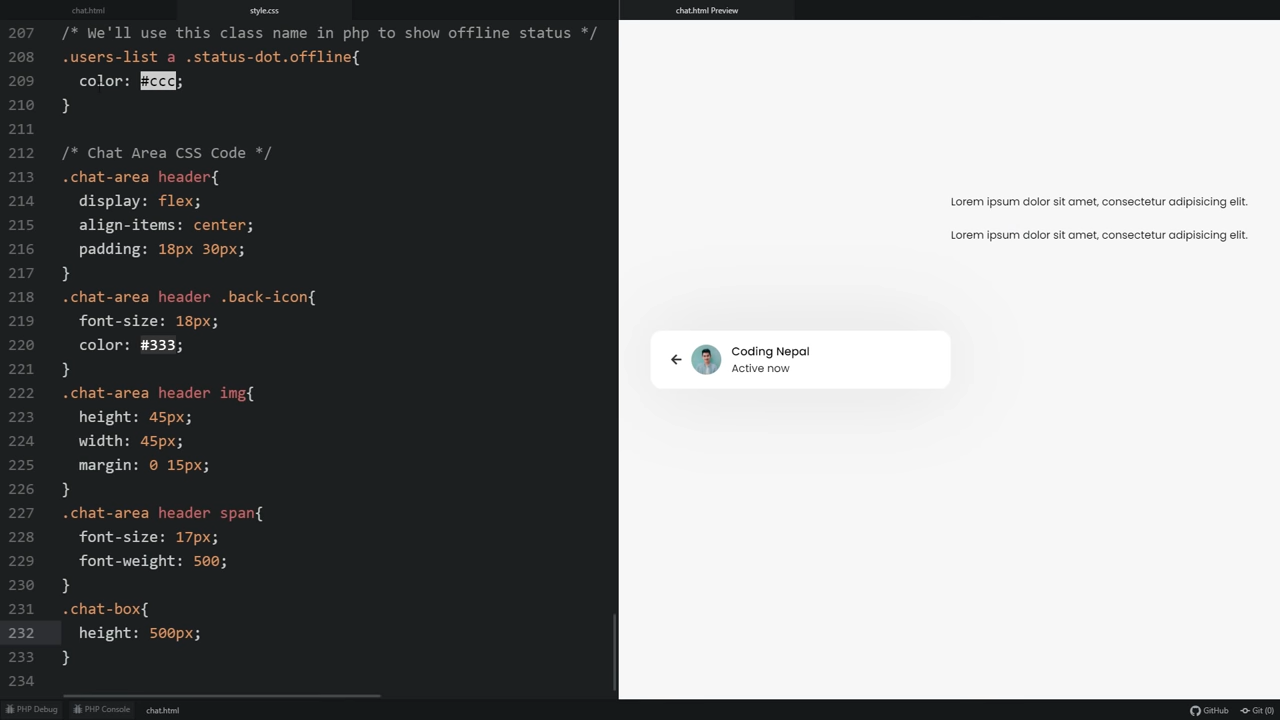 chat.html
style.css
chat.html Preview
207 /* We'll use this class name in php to show offline status */
208 .users-list a .status-dot.offline{
209 color: #ccc;
210 }
211
212 /* Chat Area CSS Code */
213 .chat-area header{
214 display: flex;
215 align-items: center;
216 padding: 18px 30px;
217 }
218 .chat-area header .back-icon{
219 font-size: 18px;
220 color: #333;
221 }
222 .chat-area header img{
223 height: 45px;
224 width: 45px;
225 margin: 0 15px;
226 }
227 .chat-area header span{
228 font-size: 17px;
229 font-weight: 500;
230 }
231 .chat-box{
232 height: 500px;
233 }
234
Lorem ipsum dolor sit amet, consectetur adipisicing elit.
Lorem ipsum dolor sit amet, consectetur adipisicing elit.
Coding Nepal
Active now
PHP Debug
PHP Console
chat.html
GitHub
Git (0)